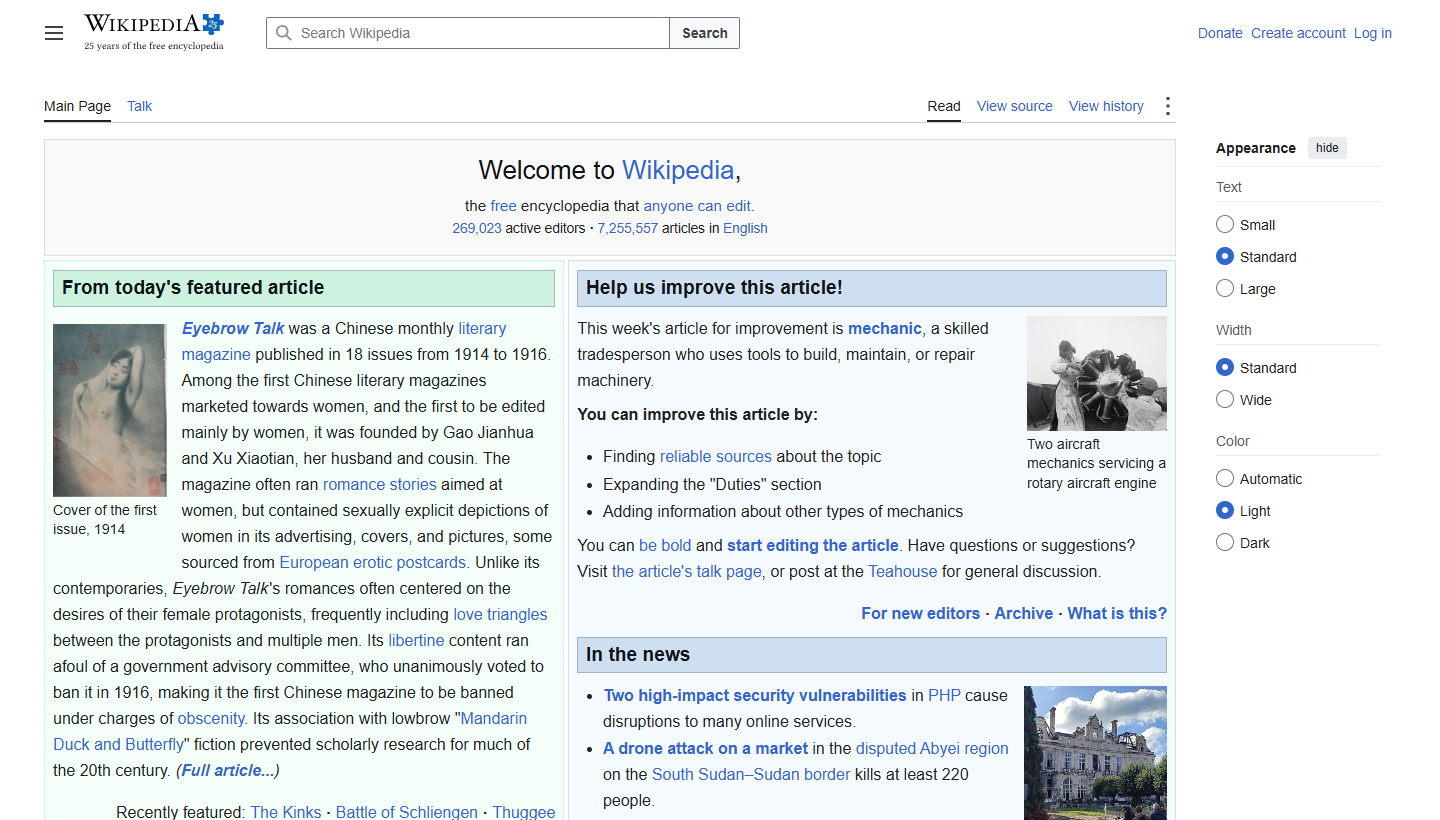 WIKIPEDIA 25
25 years of the free encyclopedia
Search Wikipedia
Search
Donate Create account Log in
Main Page Talk
Read View source View history
Welcome to Wikipedia,
the free encyclopedia that anyone can edit.
269,023 active editors · 7,255,557 articles in English
From today's featured article
Cover of the first
issue, 1914
Eyebrow Talk was a Chinese monthly literary
magazine published in 18 issues from 1914 to 1916.
Among the first Chinese literary magazines
marketed towards women, and the first to be edited
mainly by women, it was founded by Gao Jianhua
and Xu Xiaotian, her husband and cousin. The
magazine often ran romance stories aimed at
women, but contained sexually explicit depictions of
women in its advertising, covers, and pictures, some
sourced from European erotic postcards. Unlike its
contemporaries, Eyebrow Talk's romances often centered on the
desires of their female protagonists, frequently including love triangles
between the protagonists and multiple men. Its libertine content ran
afoul of a government advisory committee, who unanimously voted to
ban it in 1916, making it the first Chinese magazine to be banned
under charges of obscenity. Its association with lowbrow "Mandarin
Duck and Butterfly" fiction prevented scholarly research for much of
the 20th century. (Full article...)
Recently featured: The Kinks · Battle of Schliengen · Thuggee
Help us improve this article!
This week's article for improvement is mechanic, a skilled
tradesperson who uses tools to build, maintain, or repair
machinery.
You can improve this article by:
• Finding reliable sources about the topic
• Expanding the "Duties" section
• Adding information about other types of mechanics
Two aircraft
mechanics servicing a
rotary aircraft engine
You can be bold and start editing the article. Have questions or suggestions?
Visit the article's talk page, or post at the Teahouse for general discussion.
For new editors · Archive · What is this?
In the news
• Two high-impact security vulnerabilities in PHP cause
disruptions to many online services.
• A drone attack on a market in the disputed Abyei region
on the South Sudan–Sudan border kills at least 220
people.
Appearance hide
Text
Small
Standard
Large
Width
Standard
Wide
Color
Automatic
Light
Dark